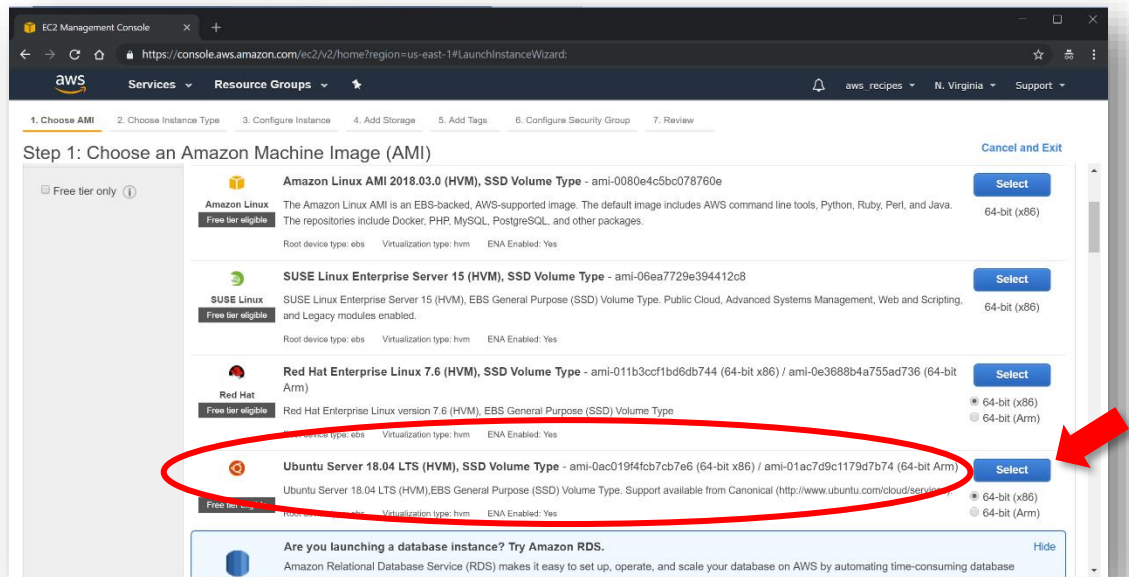 EC2 Management Console
https://console.aws.amazon.com/ec2/v2/home?region=us-east-1#LaunchInstanceWizard:
aws Services Resource Groups aws_recipes N. Virginia Support
1. Choose AMI 2. Choose Instance Type 3. Configure Instance 4. Add Storage 5. Add Tags 6. Configure Security Group 7. Review
Step 1: Choose an Amazon Machine Image (AMI)
Cancel and Exit
Free tier only
Amazon Linux
Free tier eligible
Amazon Linux AMI 2018.03.0 (HVM), SSD Volume Type - ami-0080e4c5bc078760e
The Amazon Linux AMI is an EBS-backed, AWS-supported image. The default image includes AWS command line tools, Python, Ruby, Perl, and Java.
The repositories include Docker, PHP, MySQL, PostgreSQL, and other packages.
Root device type: ebs Virtualization type: hvm ENA Enabled: Yes
Select
64-bit (x86)
SUSE Linux
Free tier eligible
SUSE Linux Enterprise Server 15 (HVM), SSD Volume Type - ami-06ea7729e394412c8
SUSE Linux Enterprise Server 15 (HVM), EBS General Purpose (SSD) Volume Type. Public Cloud, Advanced Systems Management, Web and Scripting,
and Legacy modules enabled.
Root device type: ebs Virtualization type: hvm ENA Enabled: Yes
Select
64-bit (x86)
Red Hat
Free tier eligible
Red Hat Enterprise Linux 7.6 (HVM), SSD Volume Type - ami-011b3ccf1bd6db744 (64-bit x86) / ami-0e3688b4a755ad736 (64-bit
Arm)
Red Hat Enterprise Linux version 7.6 (HVM), EBS General Purpose (SSD) Volume Type
Root device type: ebs Virtualization type: hvm ENA Enabled: Yes
Select
64-bit (x86)
64-bit (Arm)
Free tier eligible
Ubuntu Server 18.04 LTS (HVM), SSD Volume Type - ami-0ac019f4fcb7cb7e6 (64-bit x86) / ami-01ac7d9c1179d7b74 (64-bit Arm)
Ubuntu Server 18.04 LTS (HVM),EBS General Purpose (SSD) Volume Type. Support available from Canonical (http://www.ubuntu.com/cloud/services).
Root device type: ebs Virtualization type: hvm ENA Enabled: Yes
Select
64-bit (x86)
64-bit (Arm)
Are you launching a database instance? Try Amazon RDS.
Hide
Amazon Relational Database Service (RDS) makes it easy to set up, operate, and scale your database on AWS by automating time-consuming database